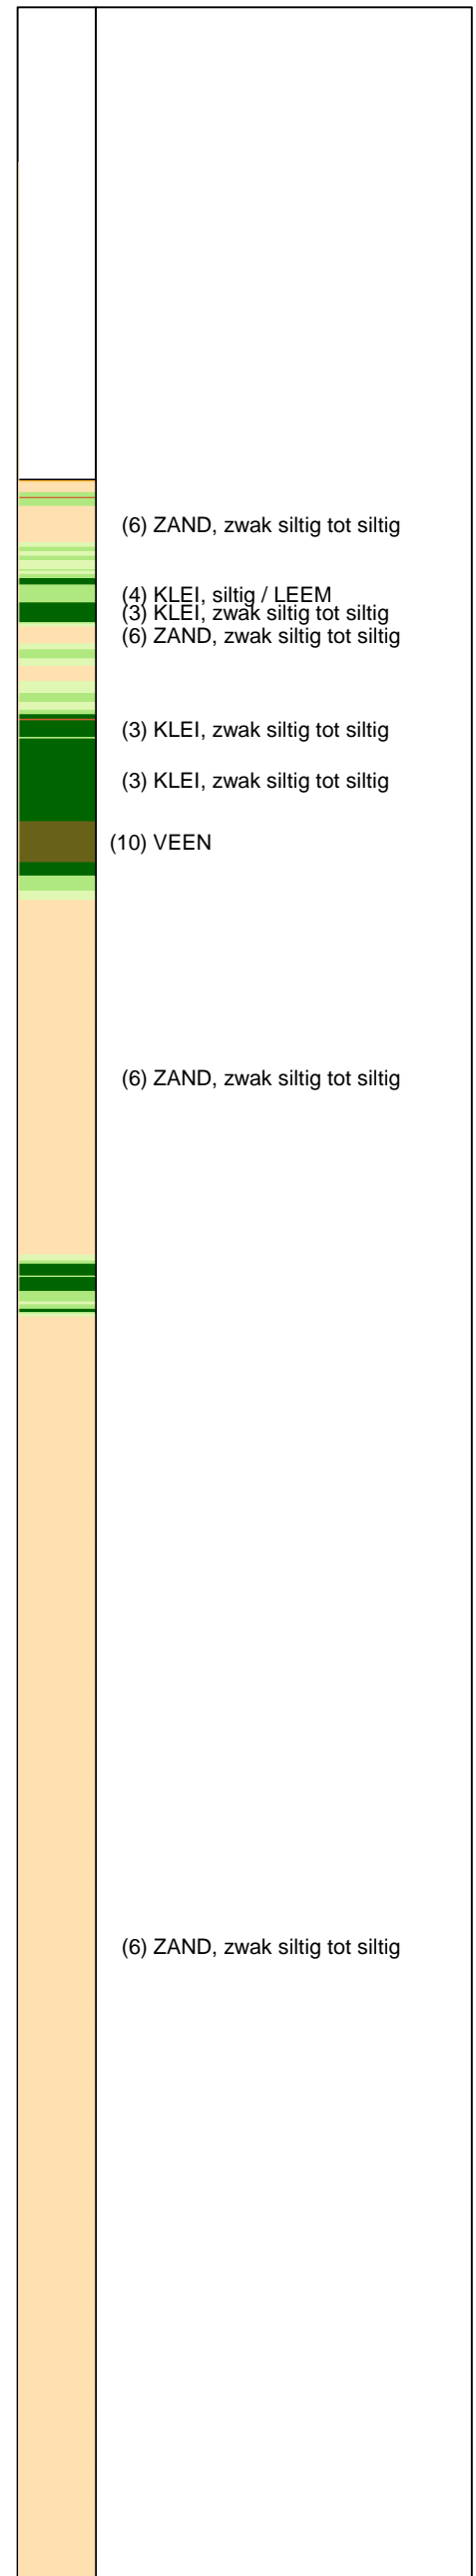 (6) ZAND, zwak siltig tot siltig
(4) KLEI, siltig / LEEM
(3) KLEI, zwak siltig tot siltig
(6) ZAND, zwak siltig tot siltig
(3) KLEI, zwak siltig tot siltig
(3) KLEI, zwak siltig tot siltig
(10) VEEN
(6) ZAND, zwak siltig tot siltig
(6) ZAND, zwak siltig tot siltig